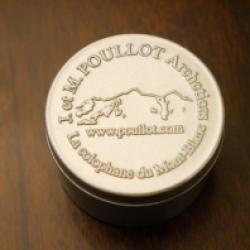 J. et M. POULLOT Archetiers
www.poullot.com
La colophane du Mont-Blanc